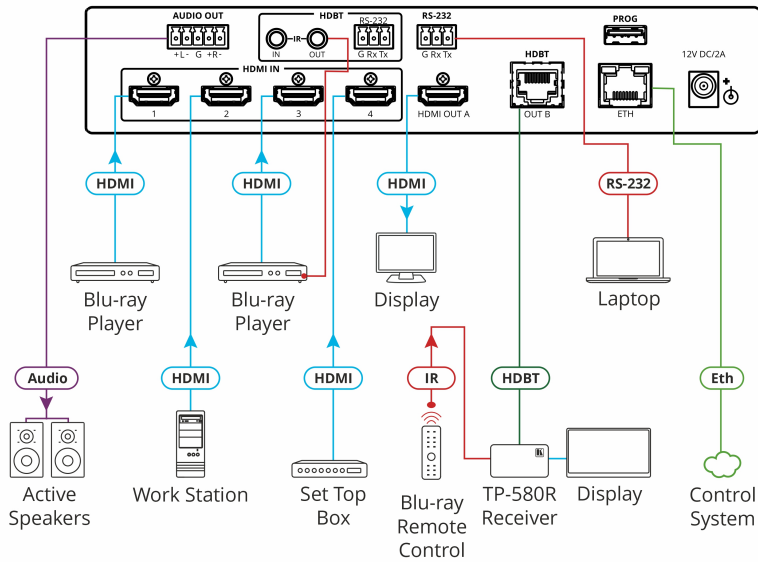 AUDIO OUT
+L- G +R-
HDBT
IN
IR
OUT
RS-232
G Rx Tx
RS-232
G Rx Tx
PROG
12V DC/2A
HDMI IN
1
2
3
4
HDMI OUT A
HDBT
OUT B
ETH
+
-
HDMI
HDMI
HDMI
RS-232
Blu-ray
Player
Blu-ray
Player
Display
Laptop
Audio
HDMI
HDMI
IR
HDBT
Eth
Active
Speakers
Work Station
Set Top
Box
Blu-ray
Remote
Control
TP-580R
Receiver
Display
Control
System